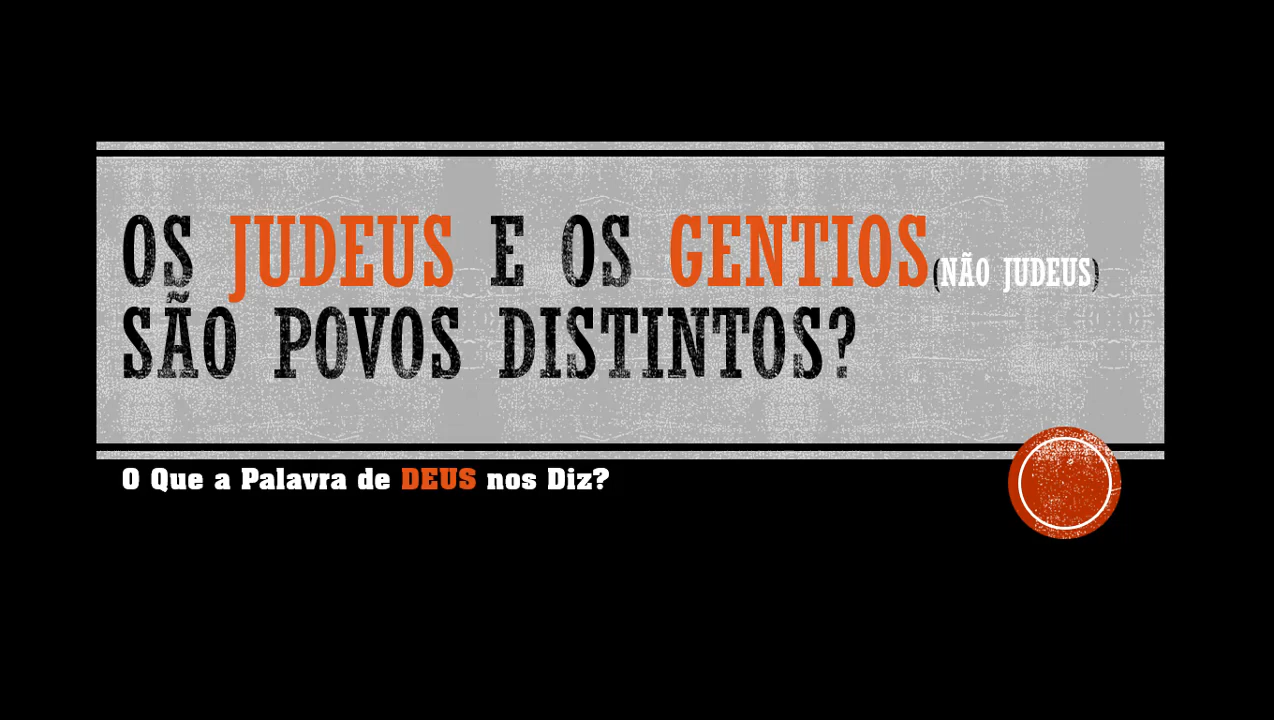 OS JUDEUS E OS GENTIOS(NÃO JUDEUS)
SÃO POVOS DISTINTOS?
O Que a Palavra de DEUS nos Diz?